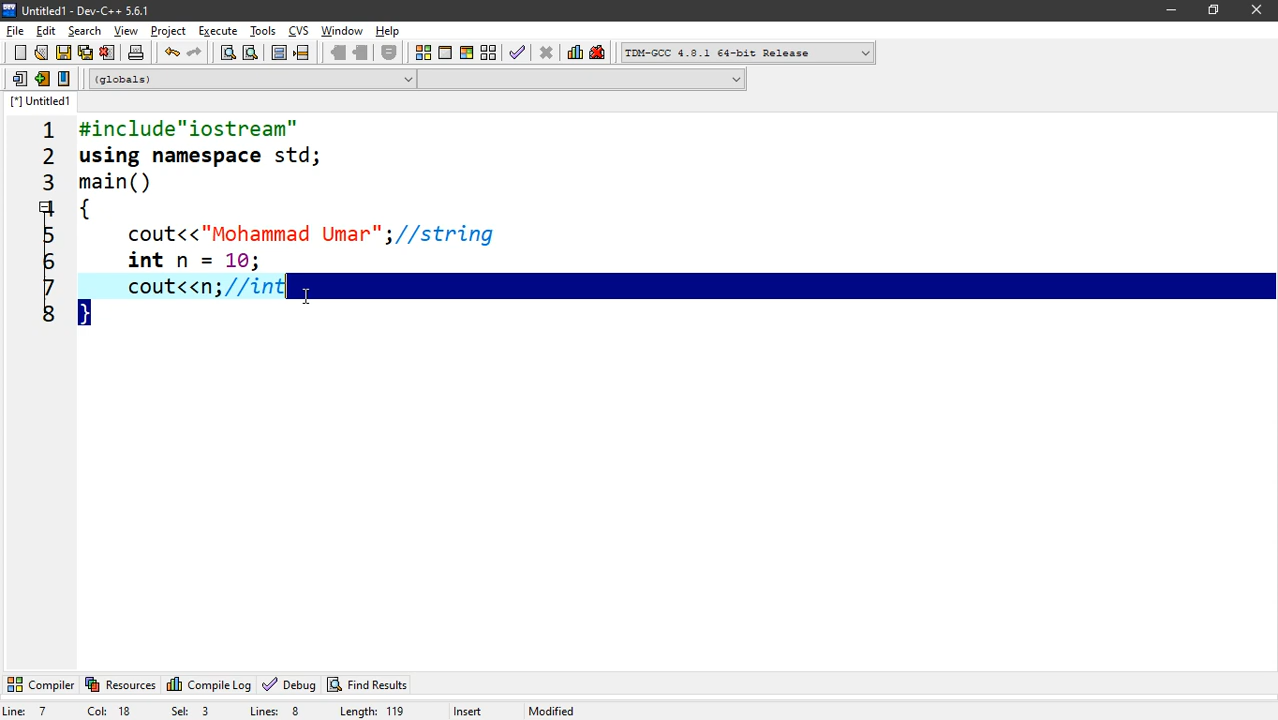 Untitled1 - Dev-C++ 5.6.1
File Edit Search View Project Execute Tools CVS Window Help
TDM-GCC 4.8.1 64-bit Release
(globals)
[*] Untitled1
1 #include"iostream"
2 using namespace std;
3 main()
4 {
5 cout<<"Mohammad Umar";//string
6 int n = 10;
7 cout<<n;//int
8 }
Compiler Resources Compile Log Debug Find Results
Line: 7 Col: 18 Sel: 3 Lines: 8 Length: 119 Insert Modified